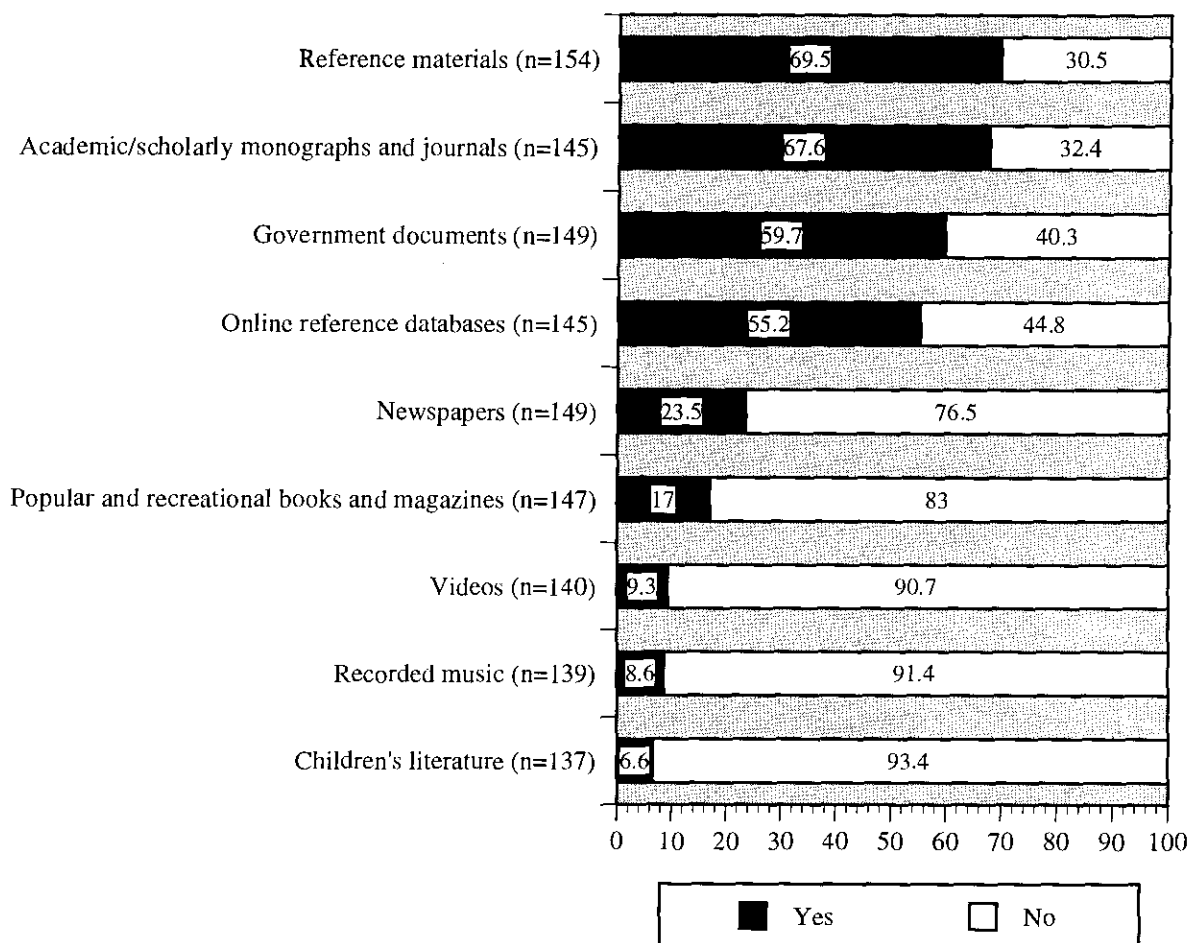 Reference materials (n=154) 69.5 30.5
Academic/scholarly monographs and journals (n=145) 67.6 32.4
Government documents (n=149) 59.7 40.3
Online reference databases (n=145) 55.2 44.8
Newspapers (n=149) 23.5 76.5
Popular and recreational books and magazines (n=147) 17 83
Videos (n=140) 9.3 90.7
Recorded music (n=139) 8.6 91.4
Children's literature (n=137) 6.6 93.4
0 10 20 30 40 50 60 70 80 90 100
Yes No